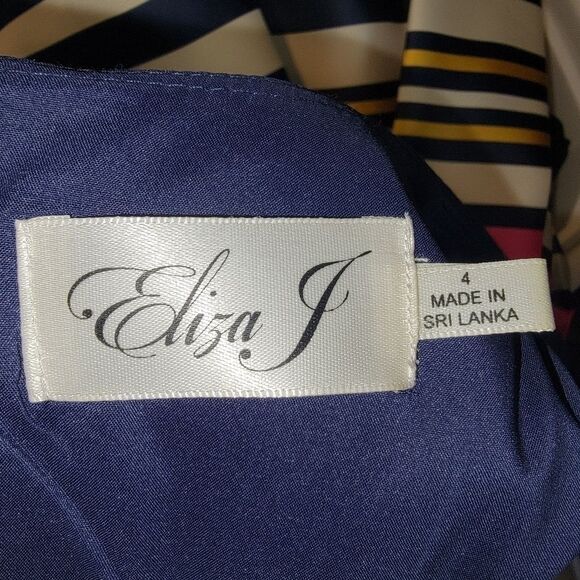 Eliza J
4
MADE IN
SRI LANKA